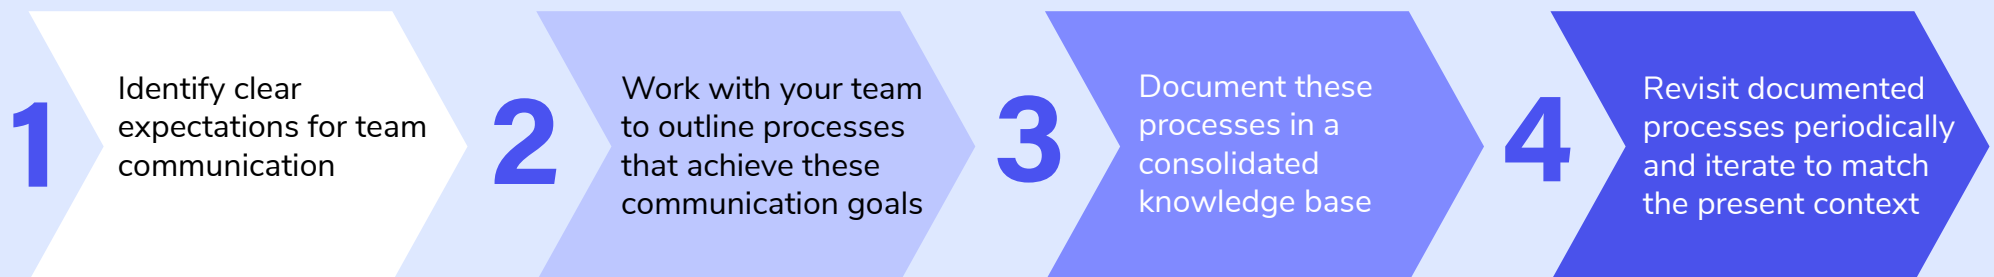 1
Identify clear
expectations for team
communication
2
Work with your team
to outline processes
that achieve these
communication goals
3
Document these
processes in a
consolidated
knowledge base
4
Revisit documented
processes periodically
and iterate to match
the present context